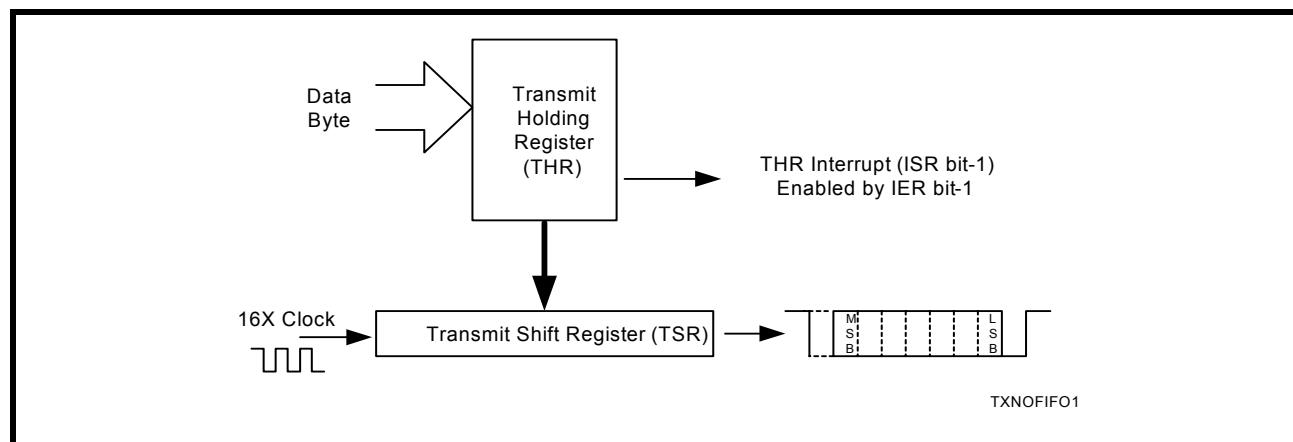 Data
Byte
Transmit
Holding
Register
(THR)
THR Interrupt (ISR bit-1)
Enabled by IER bit-1
16X Clock
Transmit Shift Register (TSR)
M
S
B
L
S
B
TXNOFIFO1